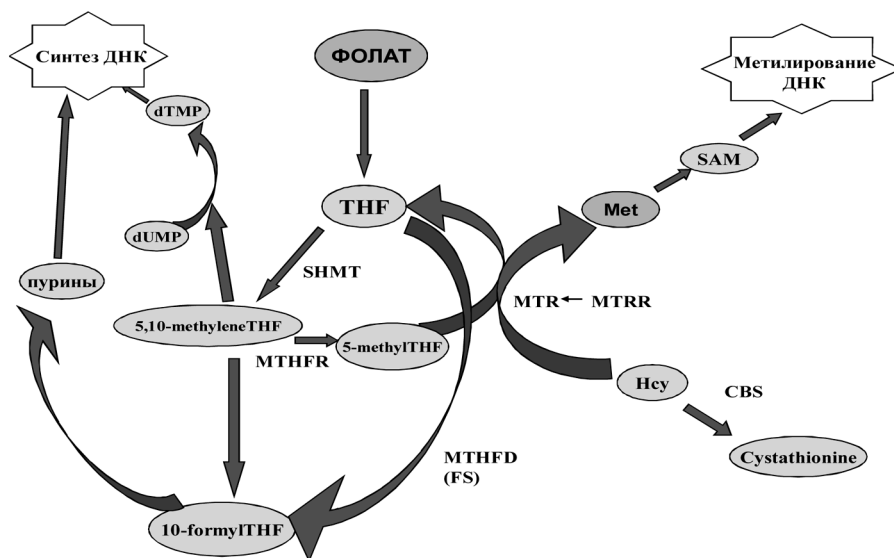 Синтез ДНК
ФОЛАТ
Метилирование
ДНК
dTMP
SAM
THF
Met
dUMP
SHMT
пурины
MTR
MTRR
5,10-methyleneTHF
5-methylTHF
MTHFR
Hcy
CBS
MTHFD
(FS)
Cystathionine
10-formylTHF